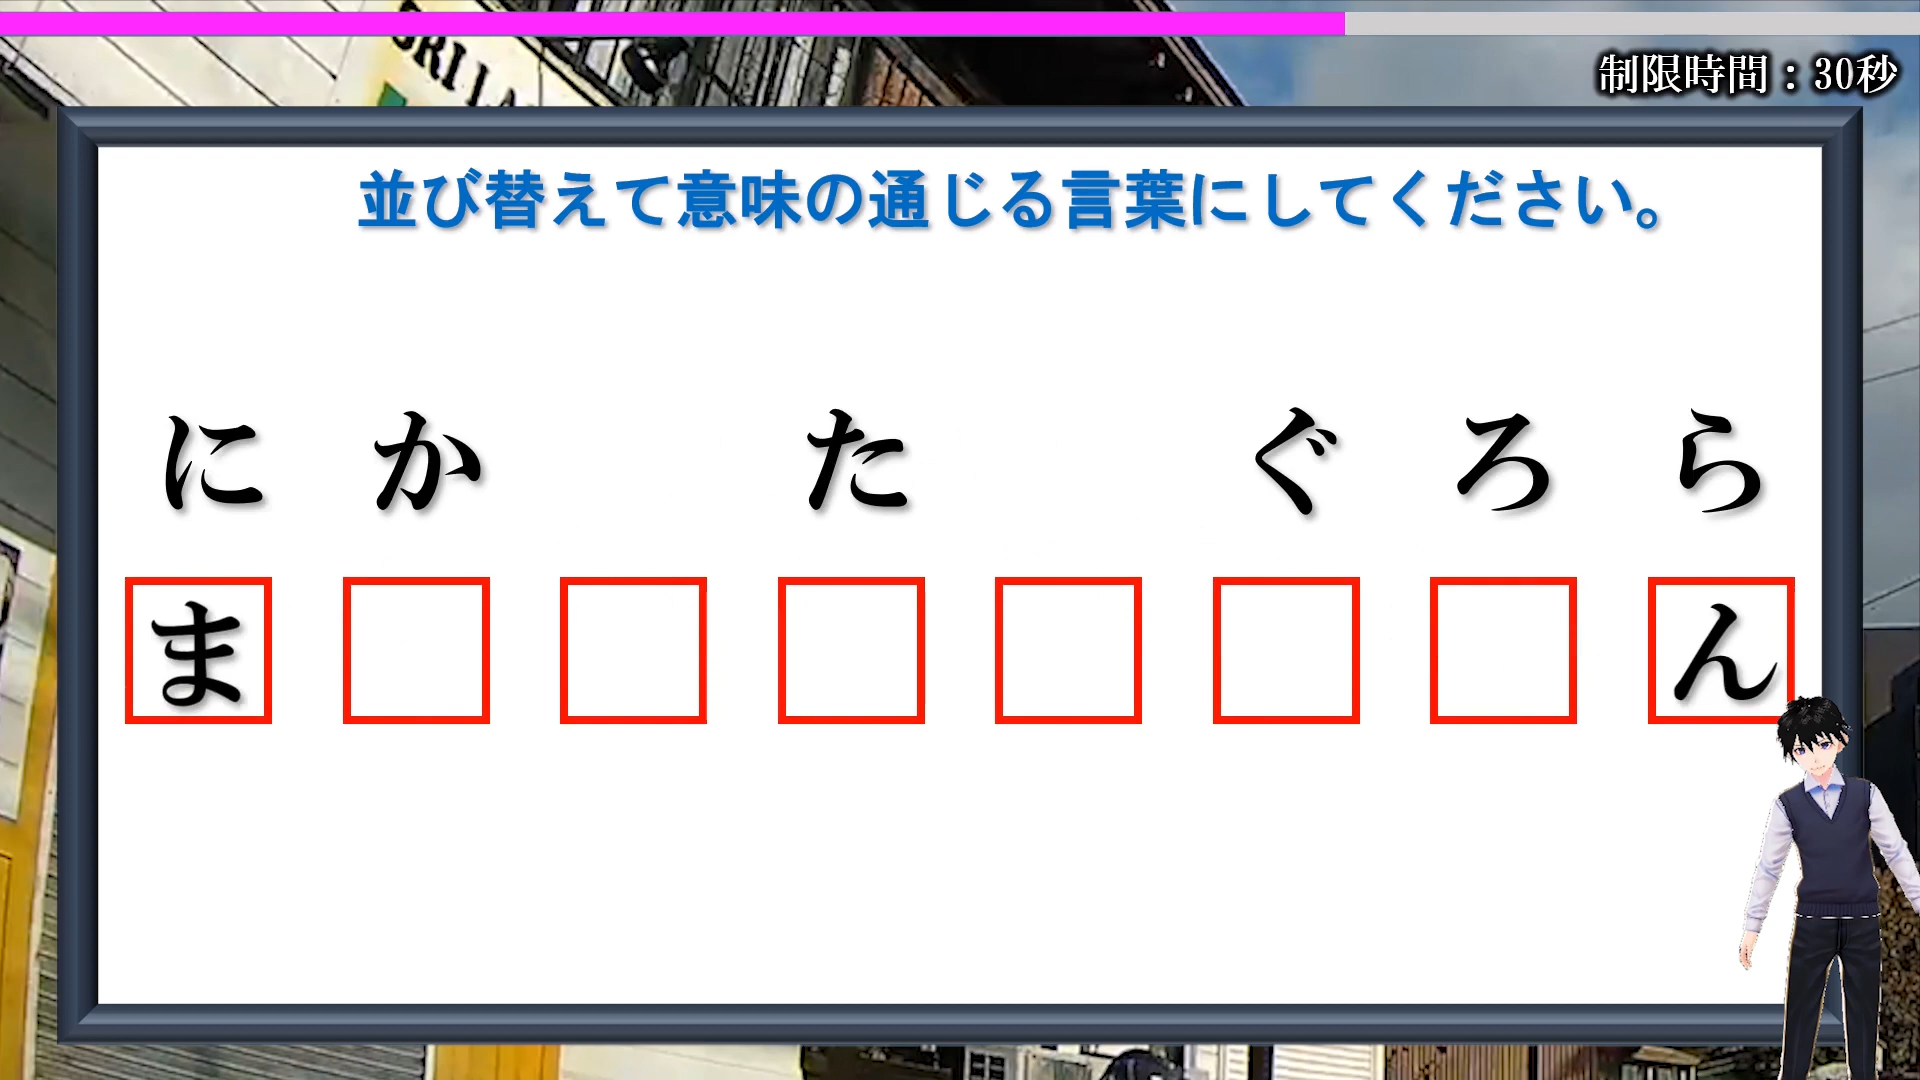 制限時間：30秒
並び替えて意味の通じる言葉にしてください。
に か た ぐ ろ ら
ま ん